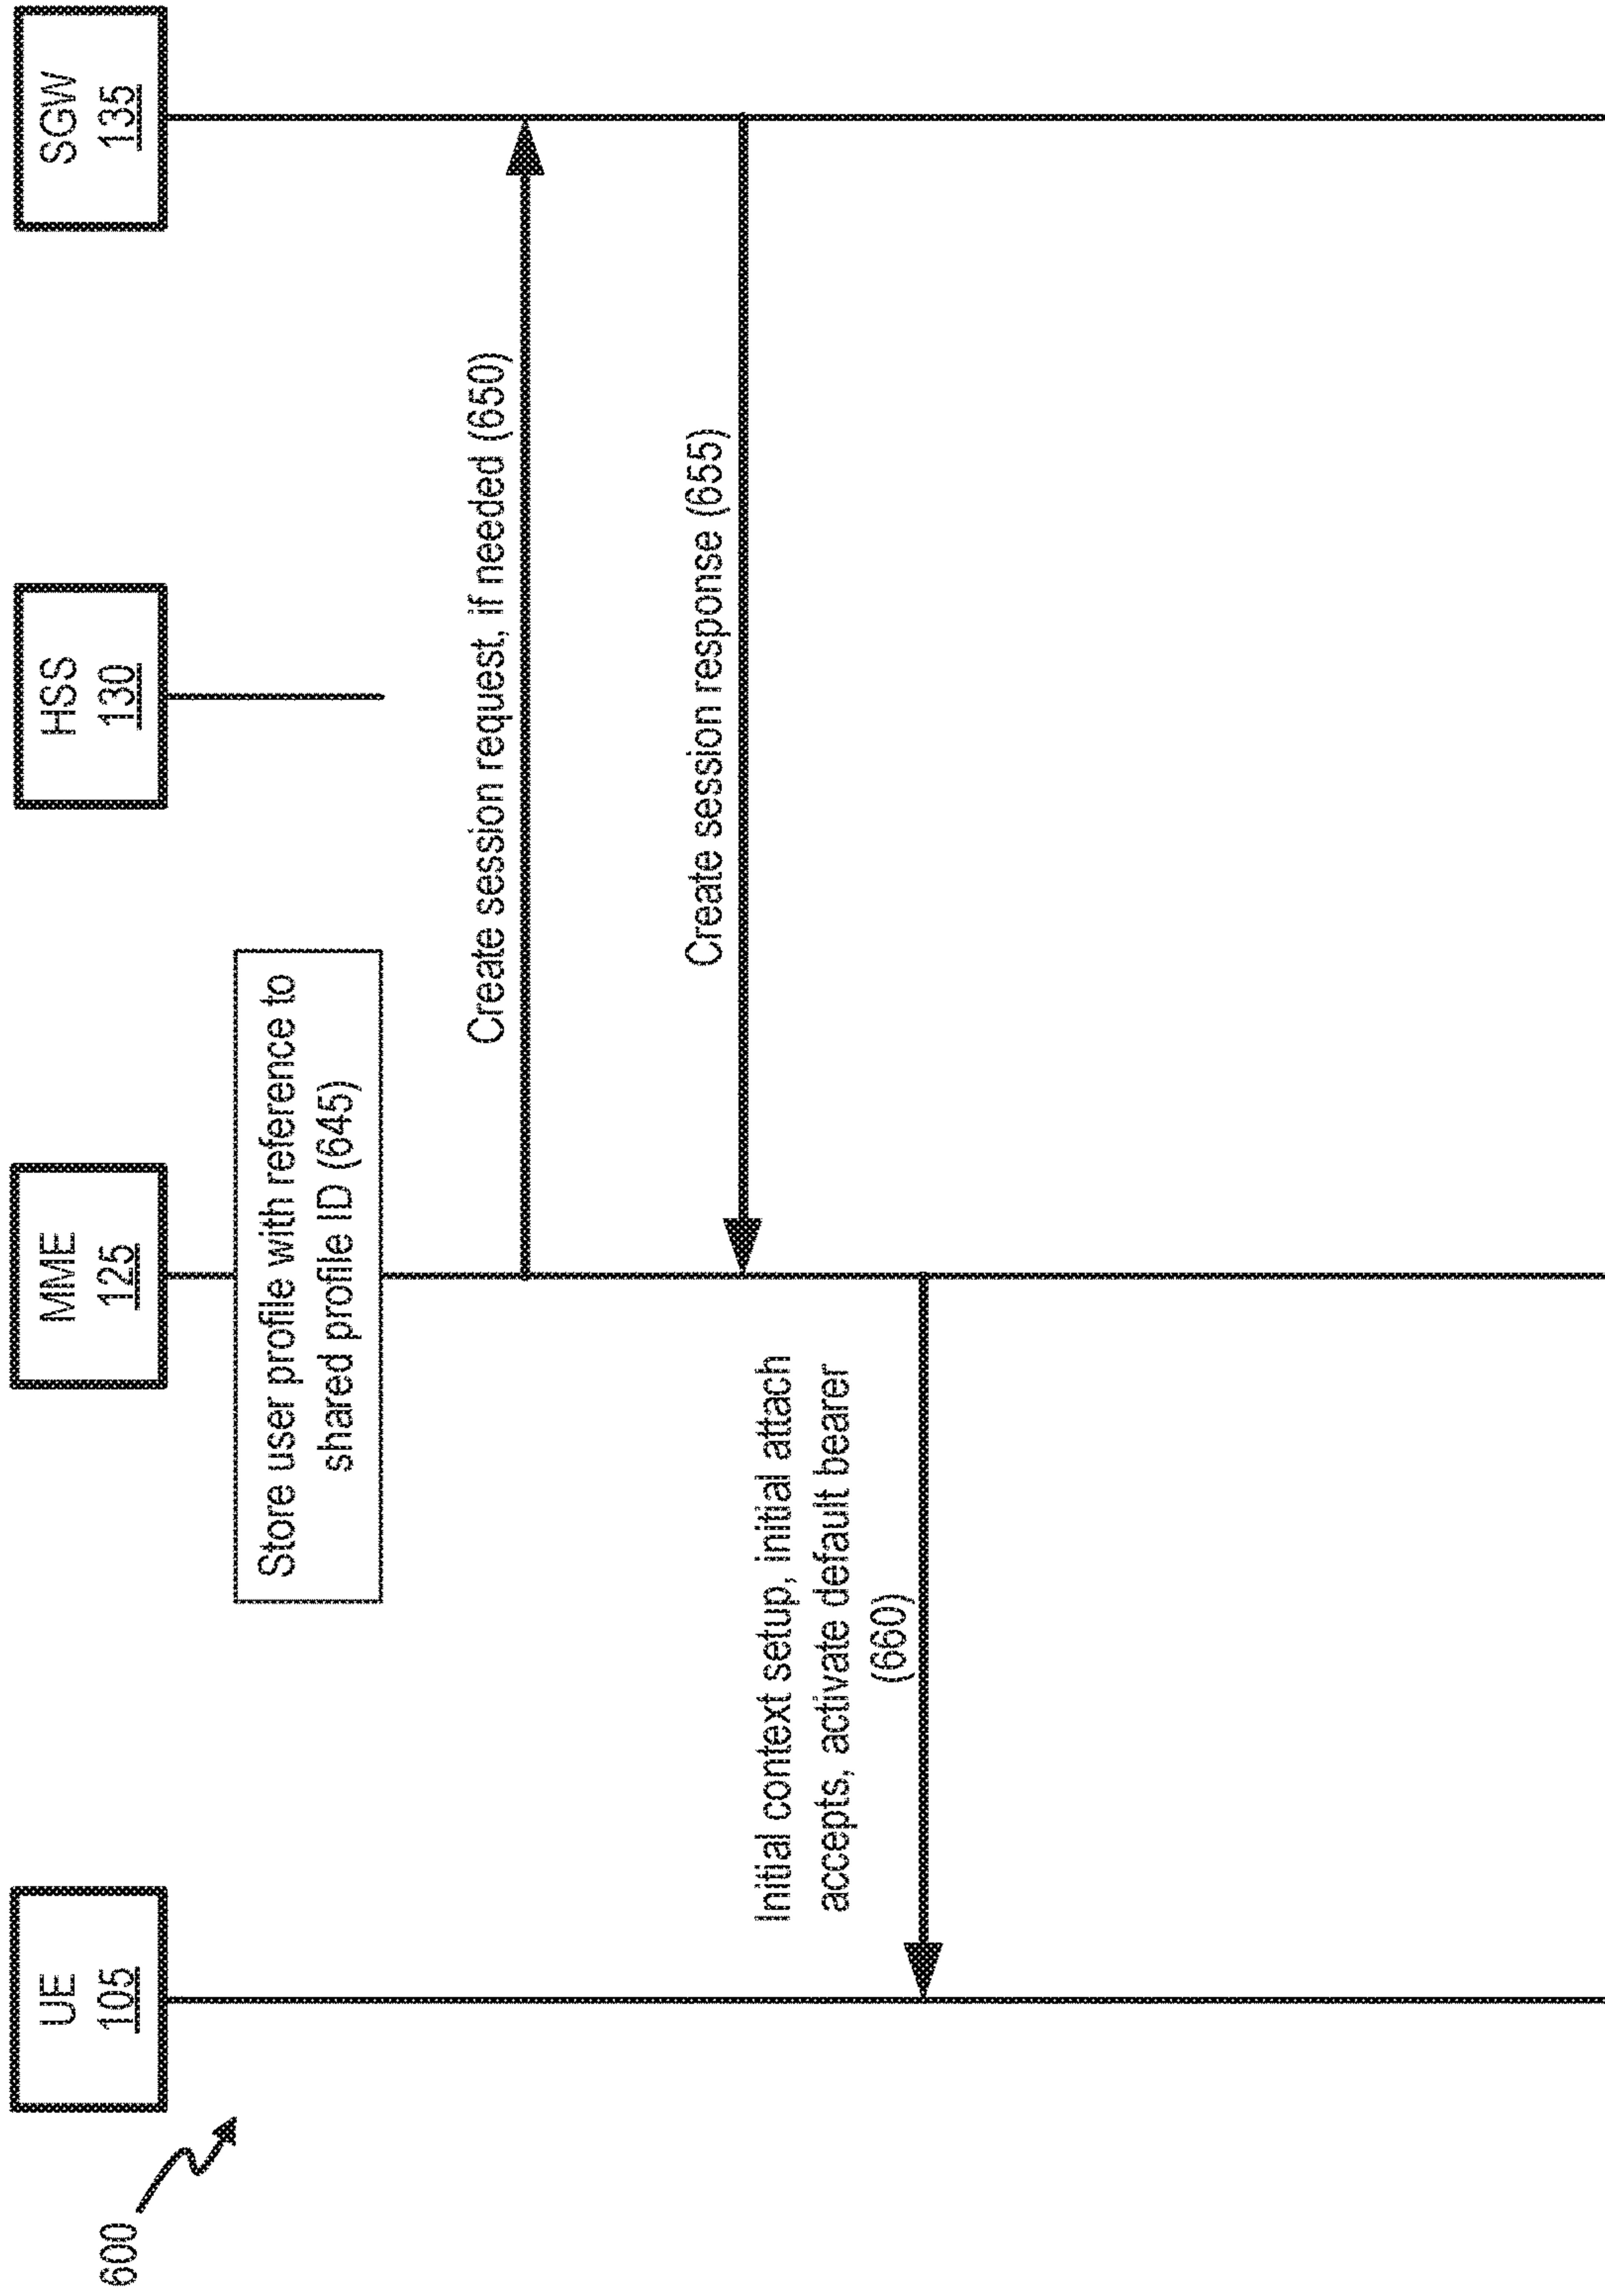 600
UE
105
MME
125
HSS
130
SGW
135
Store user profile with reference to
shared profile ID (645)
Create session request, if needed (650)
Create session response (655)
Initial context setup, initial attach
accepts, activate default bearer
(660)